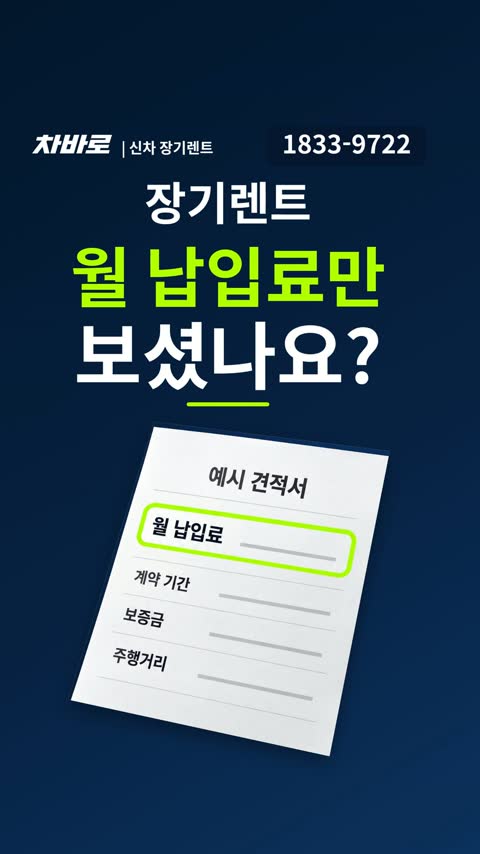 차바로 | 신차 장기렌트
1833-9722
장기렌트
월 납입료만
보셨나요?
예시 견적서
월 납입료
계약 기간
보증금
주행거리